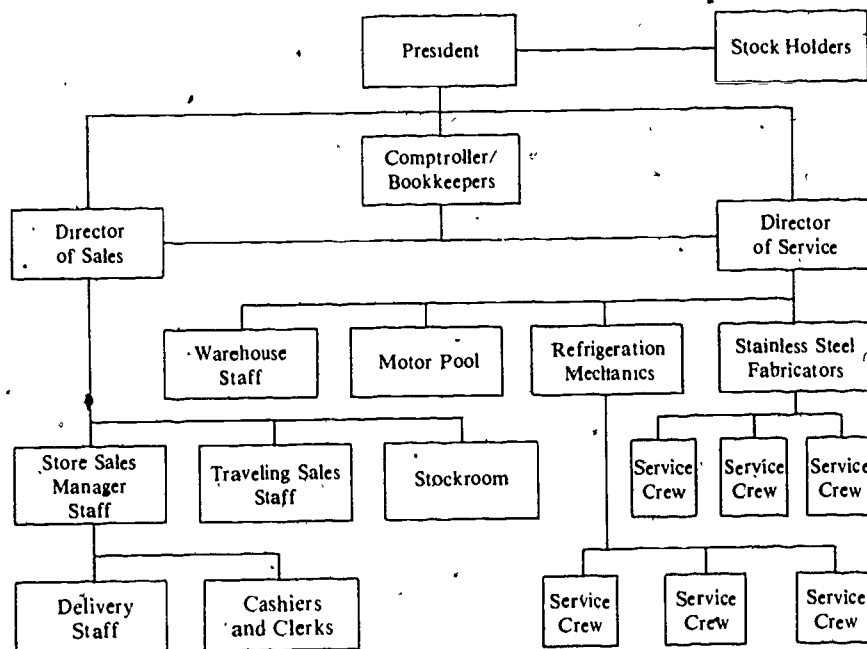 President
Stock Holders
Comptroller/
Bookkeepers
Director
of Sales
Director
of Service
Warehouse
Staff
Motor Pool
Refrigeration
Mechanics
Stainless Steel
Fabricators
Store Sales
Manager
Staff
Traveling Sales
Staff
Stockroom
Service
Crew
Service
Crew
Service
Crew
Delivery
Staff
Cashiers
and Clerks
Service
Crew
Service
Crew
Service
Crew